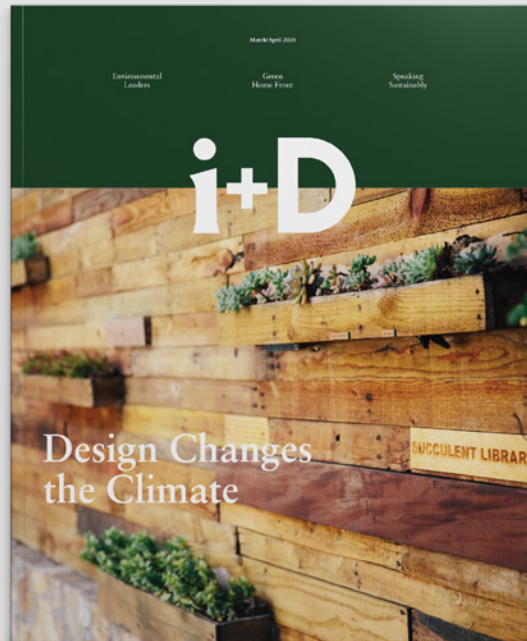 March/April 2020
Environmental
Leaders
Green
Home Front
Speaking
Sustainably
i+D
Design Changes
the Climate
SUCCULENT LIBRAR